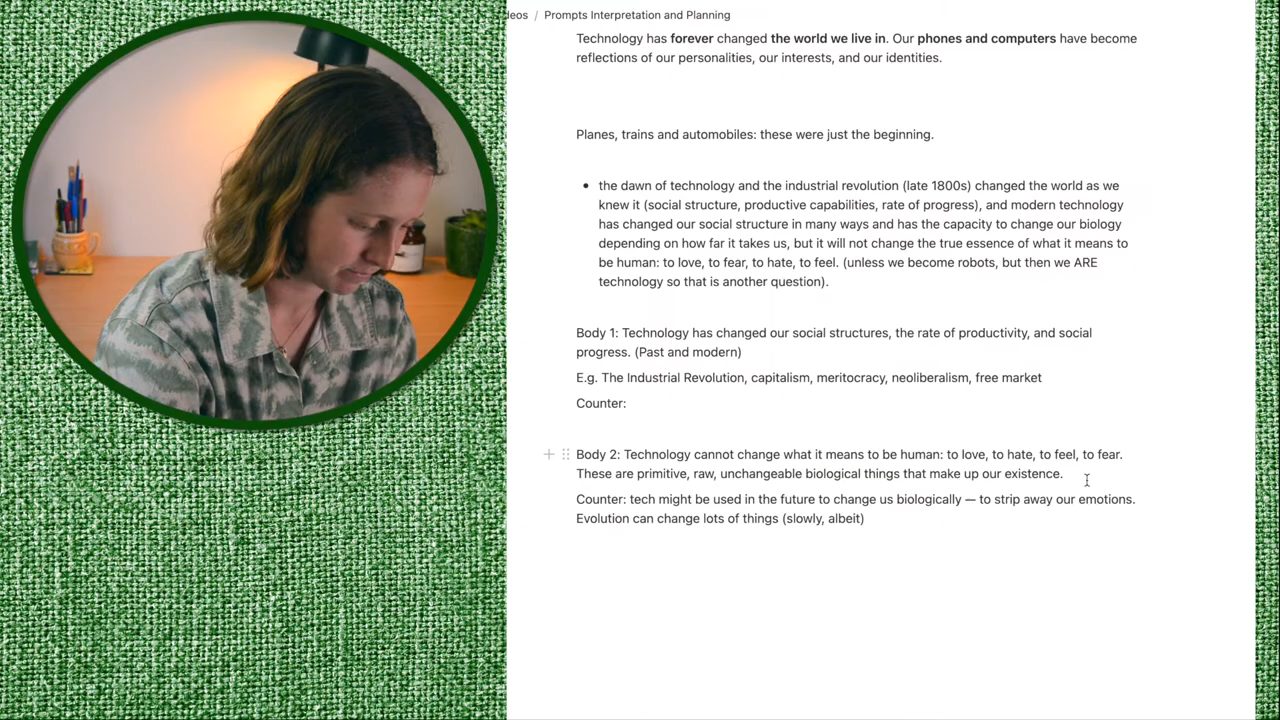 deos / Prompts Interpretation and Planning
Technology has forever changed the world we live in. Our phones and computers have become
reflections of our personalities, our interests, and our identities.
Planes, trains and automobiles: these were just the beginning.
• the dawn of technology and the industrial revolution (late 1800s) changed the world as we
knew it (social structure, productive capabilities, rate of progress), and modern technology
has changed our social structure in many ways and has the capacity to change our biology
depending on how far it takes us, but it will not change the true essence of what it means to
be human: to love, to fear, to hate, to feel. (unless we become robots, but then we ARE
technology so that is another question).
Body 1: Technology has changed our social structures, the rate of productivity, and social
progress. (Past and modern)
E.g. The Industrial Revolution, capitalism, meritocracy, neoliberalism, free market
Counter:
Body 2: Technology cannot change what it means to be human: to love, to hate, to feel, to fear.
These are primitive, raw, unchangeable biological things that make up our existence.
Counter: tech might be used in the future to change us biologically — to strip away our emotions.
Evolution can change lots of things (slowly, albeit)